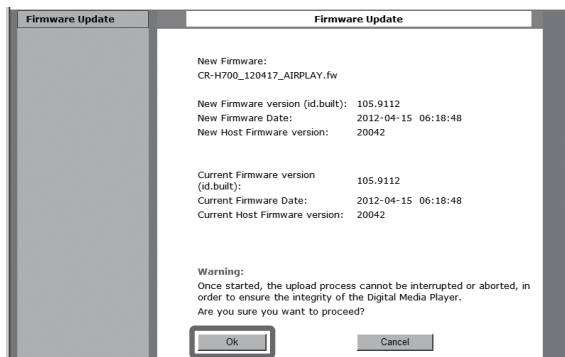 Firmware Update
Firmware Update
New Firmware:
CR-H700_120417_AIRPLAY.fw
New Firmware version (id.built): 105.9112
New Firmware Date: 2012-04-15 06:18:48
New Host Firmware version: 20042
Current Firmware version
(id.built): 105.9112
Current Firmware Date: 2012-04-15 06:18:48
Current Host Firmware version: 20042
Warning:
Once started, the upload process cannot be interrupted or aborted, in
order to ensure the integrity of the Digital Media Player.
Are you sure you want to proceed?
Ok Cancel